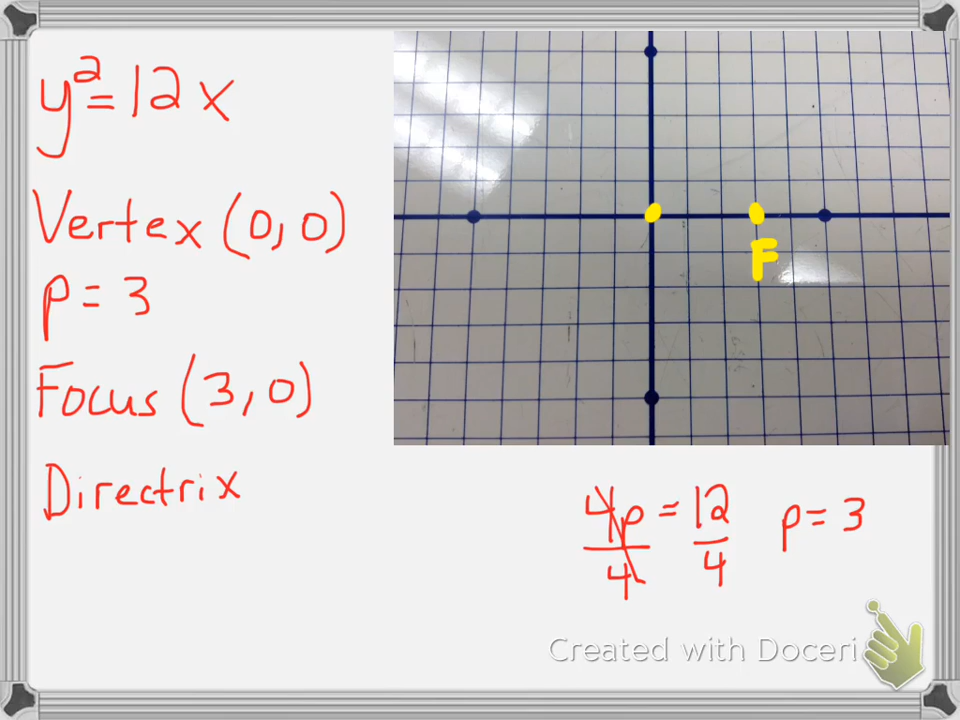 y²=12x
Vertex (0,0)
p = 3
Focus (3,0)
Directrix
F
4p = 12 p = 3
4 4
Created with Doceri